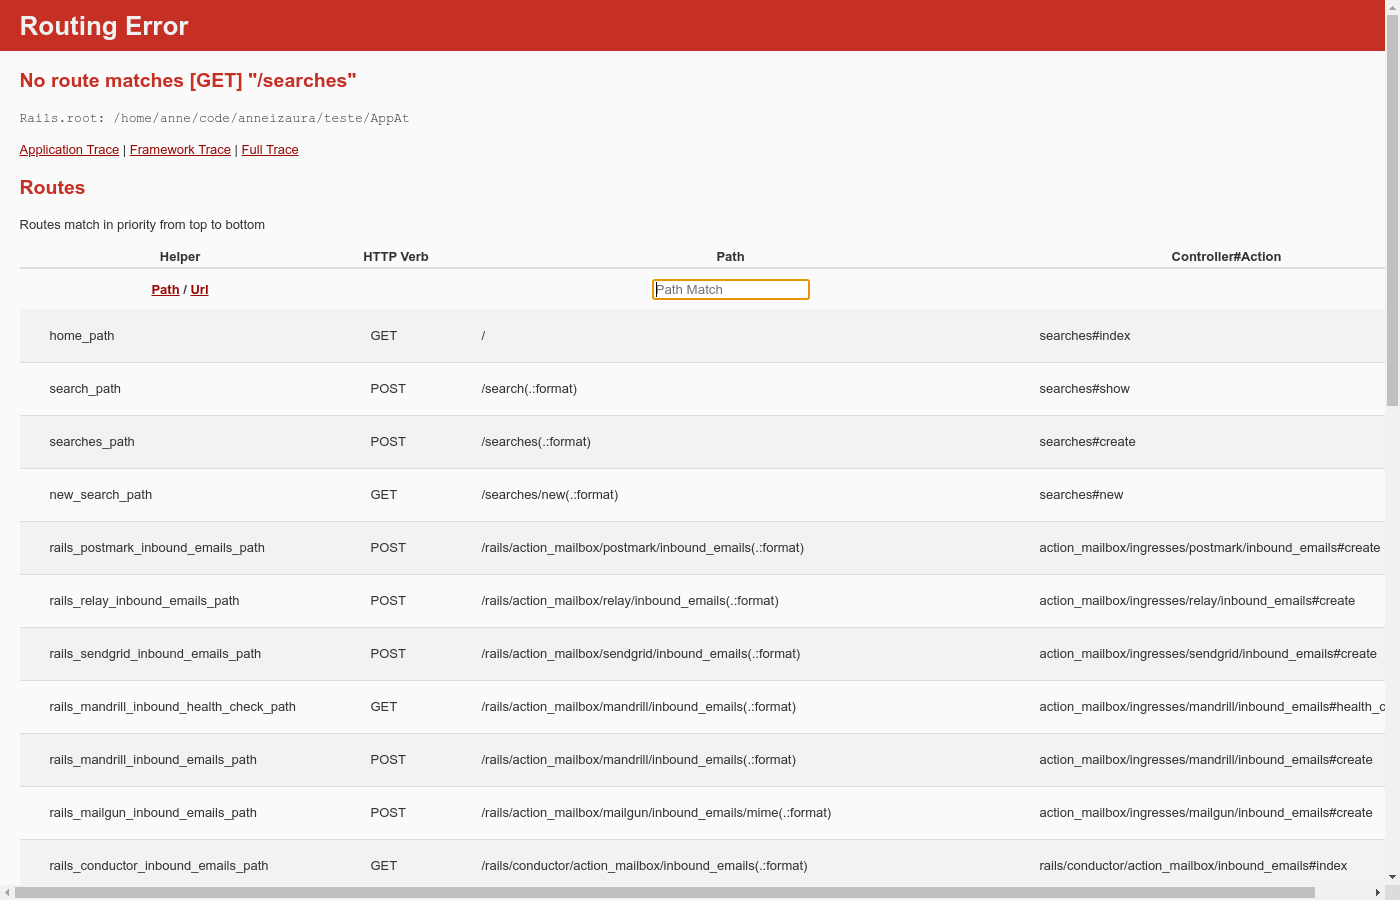 Routing Error
No route matches [GET] "/searches"
Rails.root: /home/anne/code/anneizaura/teste/AppAt
Application Trace | Framework Trace | Full Trace
Routes
Routes match in priority from top to bottom
Helper HTTP Verb Path Controller#Action
Path / Url Path Match
home_path GET / searches#index
search_path POST /search(.:format) searches#show
searches_path POST /searches(.:format) searches#create
new_search_path GET /searches/new(.:format) searches#new
rails_postmark_inbound_emails_path POST /rails/action_mailbox/postmark/inbound_emails(.:format) action_mailbox/ingresses/postmark/inbound_emails#create
rails_relay_inbound_emails_path POST /rails/action_mailbox/relay/inbound_emails(.:format) action_mailbox/ingresses/relay/inbound_emails#create
rails_sendgrid_inbound_emails_path POST /rails/action_mailbox/sendgrid/inbound_emails(.:format) action_mailbox/ingresses/sendgrid/inbound_emails#create
rails_mandrill_inbound_health_check_path GET /rails/action_mailbox/mandrill/inbound_emails(.:format) action_mailbox/ingresses/mandrill/inbound_emails#health_c
rails_mandrill_inbound_emails_path POST /rails/action_mailbox/mandrill/inbound_emails(.:format) action_mailbox/ingresses/mandrill/inbound_emails#create
rails_mailgun_inbound_emails_path POST /rails/action_mailbox/mailgun/inbound_emails/mime(.:format) action_mailbox/ingresses/mailgun/inbound_emails#create
rails_conductor_inbound_emails_path GET /rails/conductor/action_mailbox/inbound_emails(.:format) rails/conductor/action_mailbox/inbound_emails#index